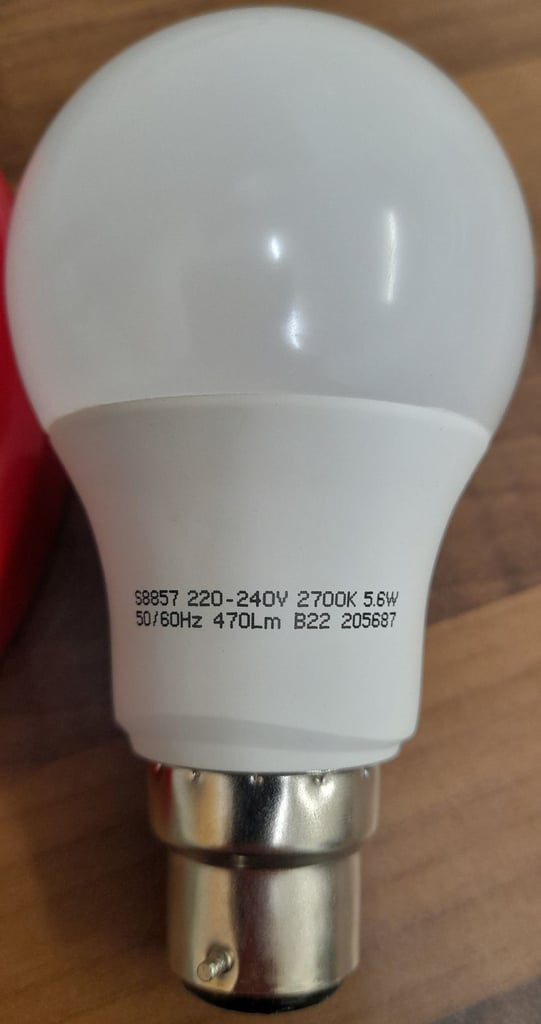 S8857 220-240V 2700K 5.6W
50/60Hz 470Lm B22 205687